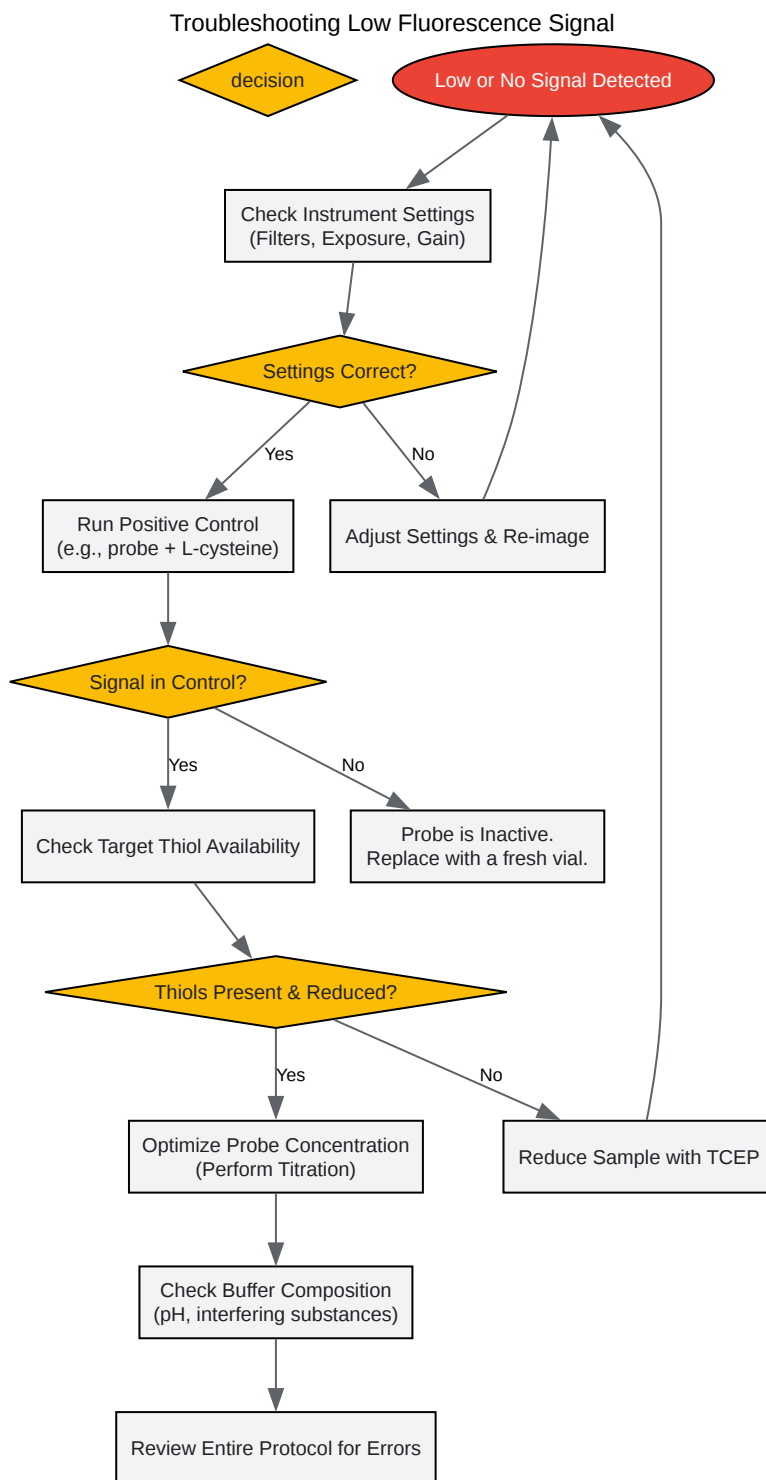 Troubleshooting Low Fluorescence Signal
decision
Low or No Signal Detected
Check Instrument Settings
(Filters, Exposure, Gain)
Settings Correct?
Yes
No
Run Positive Control
(e.g., probe + L-cysteine)
Adjust Settings & Re-image
Signal in Control?
Yes
No
Check Target Thiol Availability
Probe is Inactive.
Replace with a fresh vial.
Thiols Present & Reduced?
Yes
No
Optimize Probe Concentration
(Perform Titration)
Reduce Sample with TCEP
Check Buffer Composition
(pH, interfering substances)
Review Entire Protocol for Errors